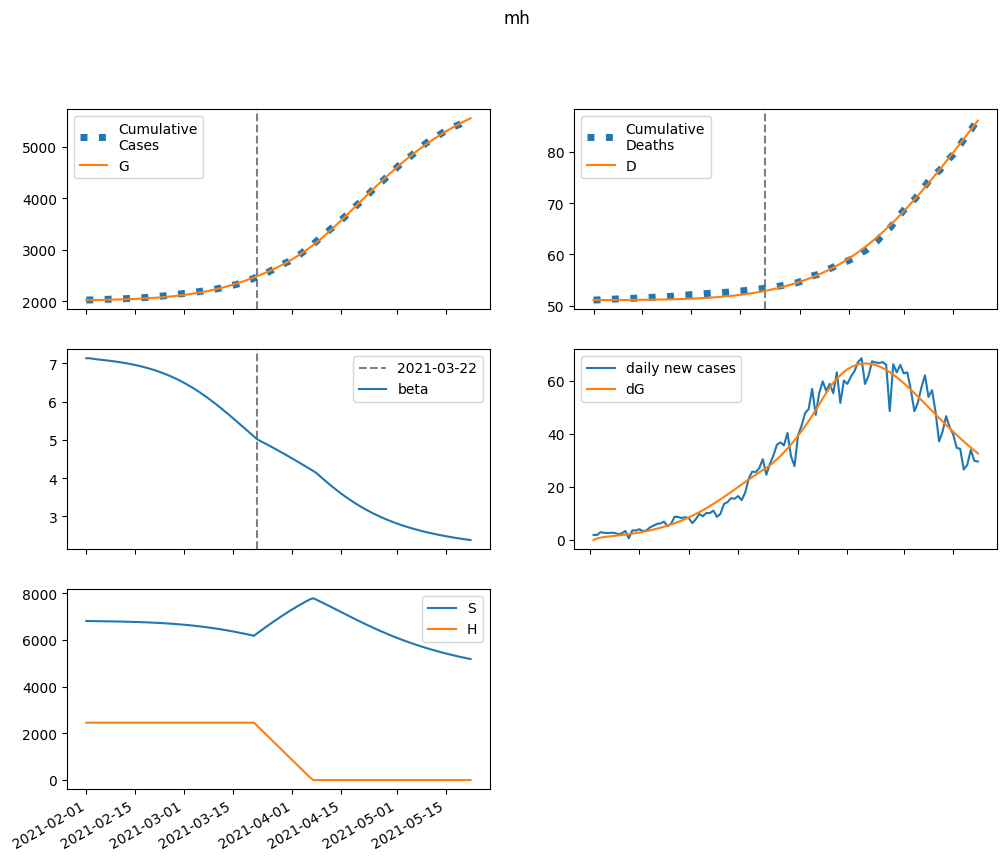 mh
Cumulative
Cases
G
5000
4000
3000
2000
Cumulative
Deaths
D
80
70
60
50
2021-03-22
beta
7
6
5
4
3
daily new cases
dG
60
40
20
0
S
H
8000
6000
4000
2000
0
2021-02-01
2021-02-15
2021-03-01
2021-03-15
2021-04-01
2021-04-15
2021-05-01
2021-05-15